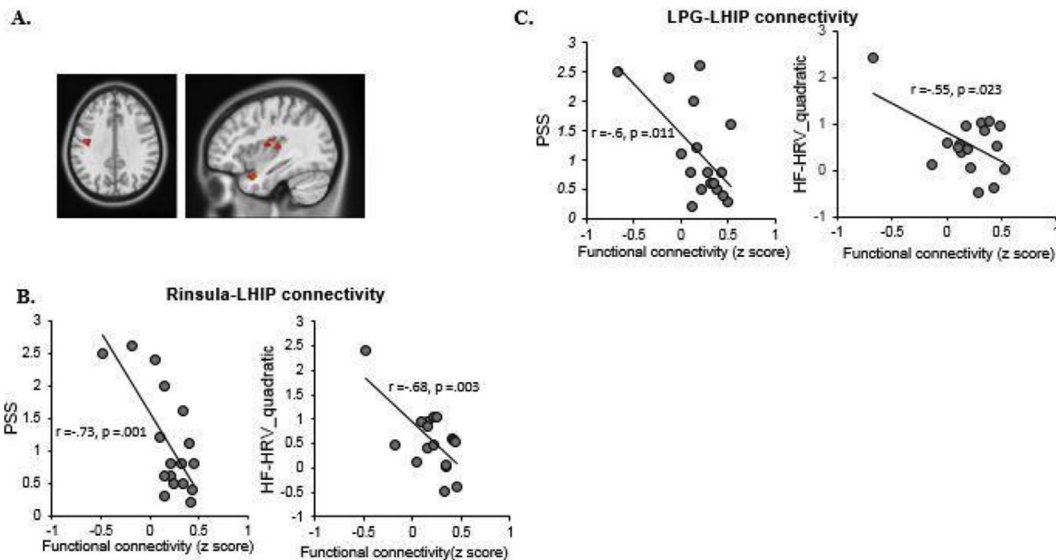 A.
C.
LPG-LHIP connectivity
3
2.5
2
1.5
1
0.5
0
PSS
r =-.6, p =.011
-1
-0.5
0
0.5
1
Functional connectivity (z score)
3
2
1
0
-1
HF-HRV_quadratic
r =-.55, p =.023
-1
-0.5
0
0.5
1
Functional connectivity (z score)
B.
Rinsula-LHIP connectivity
3
2.5
2
1.5
1
0.5
0
PSS
r =-.73, p =.001
-1
-0.5
0
0.5
1
Functional connectivity (z score)
3
2.5
2
1.5
1
0.5
0
-0.5
-1
HF-HRV_quadratic
r =-.68, p =.003
-1
-0.5
0
0.5
1
Functional connectivity(z score)